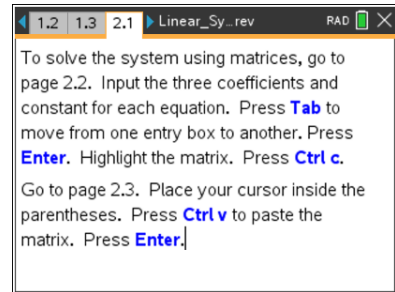 1.2 1.3 2.1 Linear_Sy...rev RAD
To solve the system using matrices, go to
page 2.2. Input the three coefficients and
constant for each equation. Press Tab to
move from one entry box to another. Press
Enter. Highlight the matrix. Press Ctrl c.
Go to page 2.3. Place your cursor inside the
parentheses. Press Ctrl v to paste the
matrix. Press Enter.